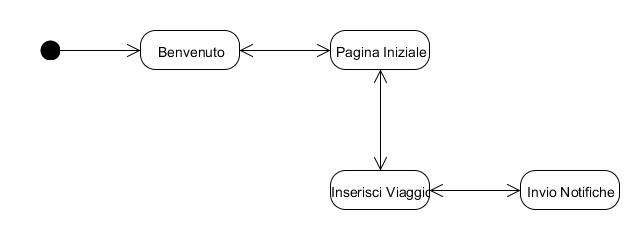 Benvenuto
Pagina Iniziale
Inserisci Viaggio
Invio Notifiche